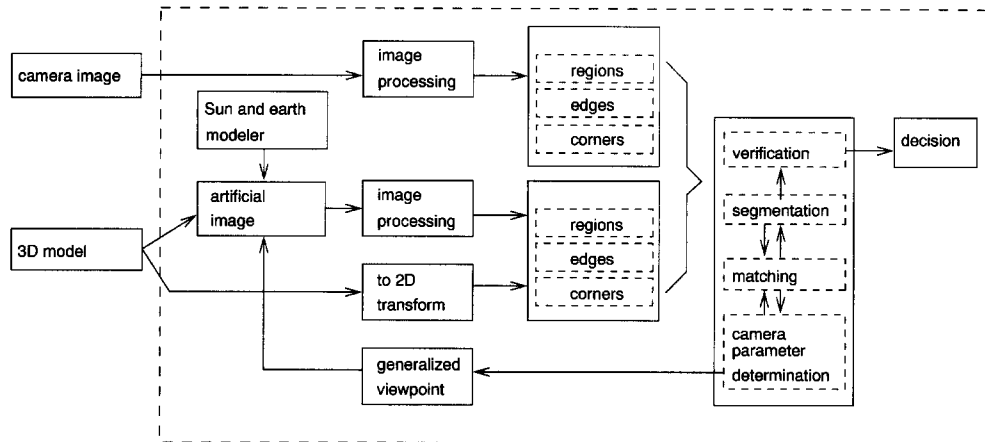 camera image
image
processing
regions
edges
corners
Sun and earth
modeler
verification
decision
segmentation
matching
camera
parameter
determination
3D model
artificial
image
image
processing
regions
edges
corners
to 2D
transform
generalized
viewpoint